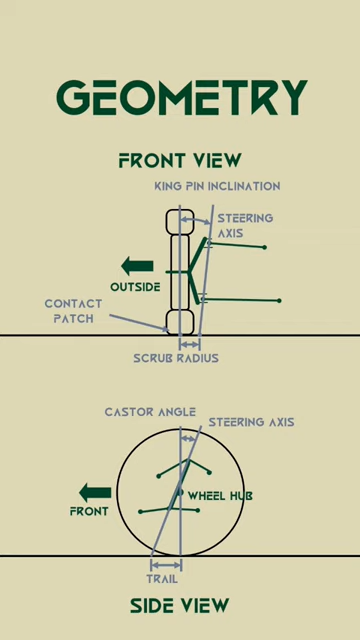 GEOMETRY
FRONT VIEW
KING PIN INCLINATION
STEERING
AXIS
OUTSIDE
CONTACT
PATCH
SCRUB RADIUS
CASTOR ANGLE
STEERING AXIS
WHEEL HUB
FRONT
TRAIL
SIDE VIEW